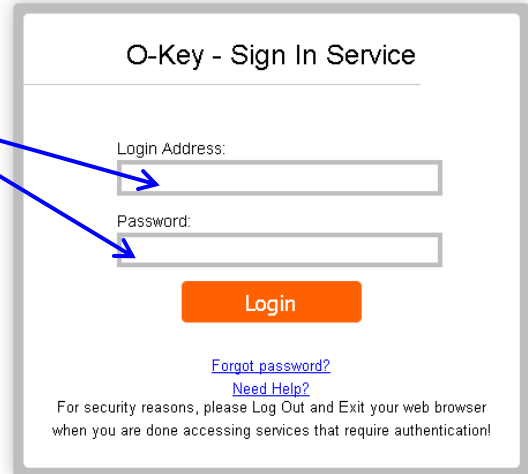 O-Key - Sign In Service
Login Address:
Password:
Login
Forgot password?
Need Help?
For security reasons, please Log Out and Exit your web browser
when you are done accessing services that require authentication!